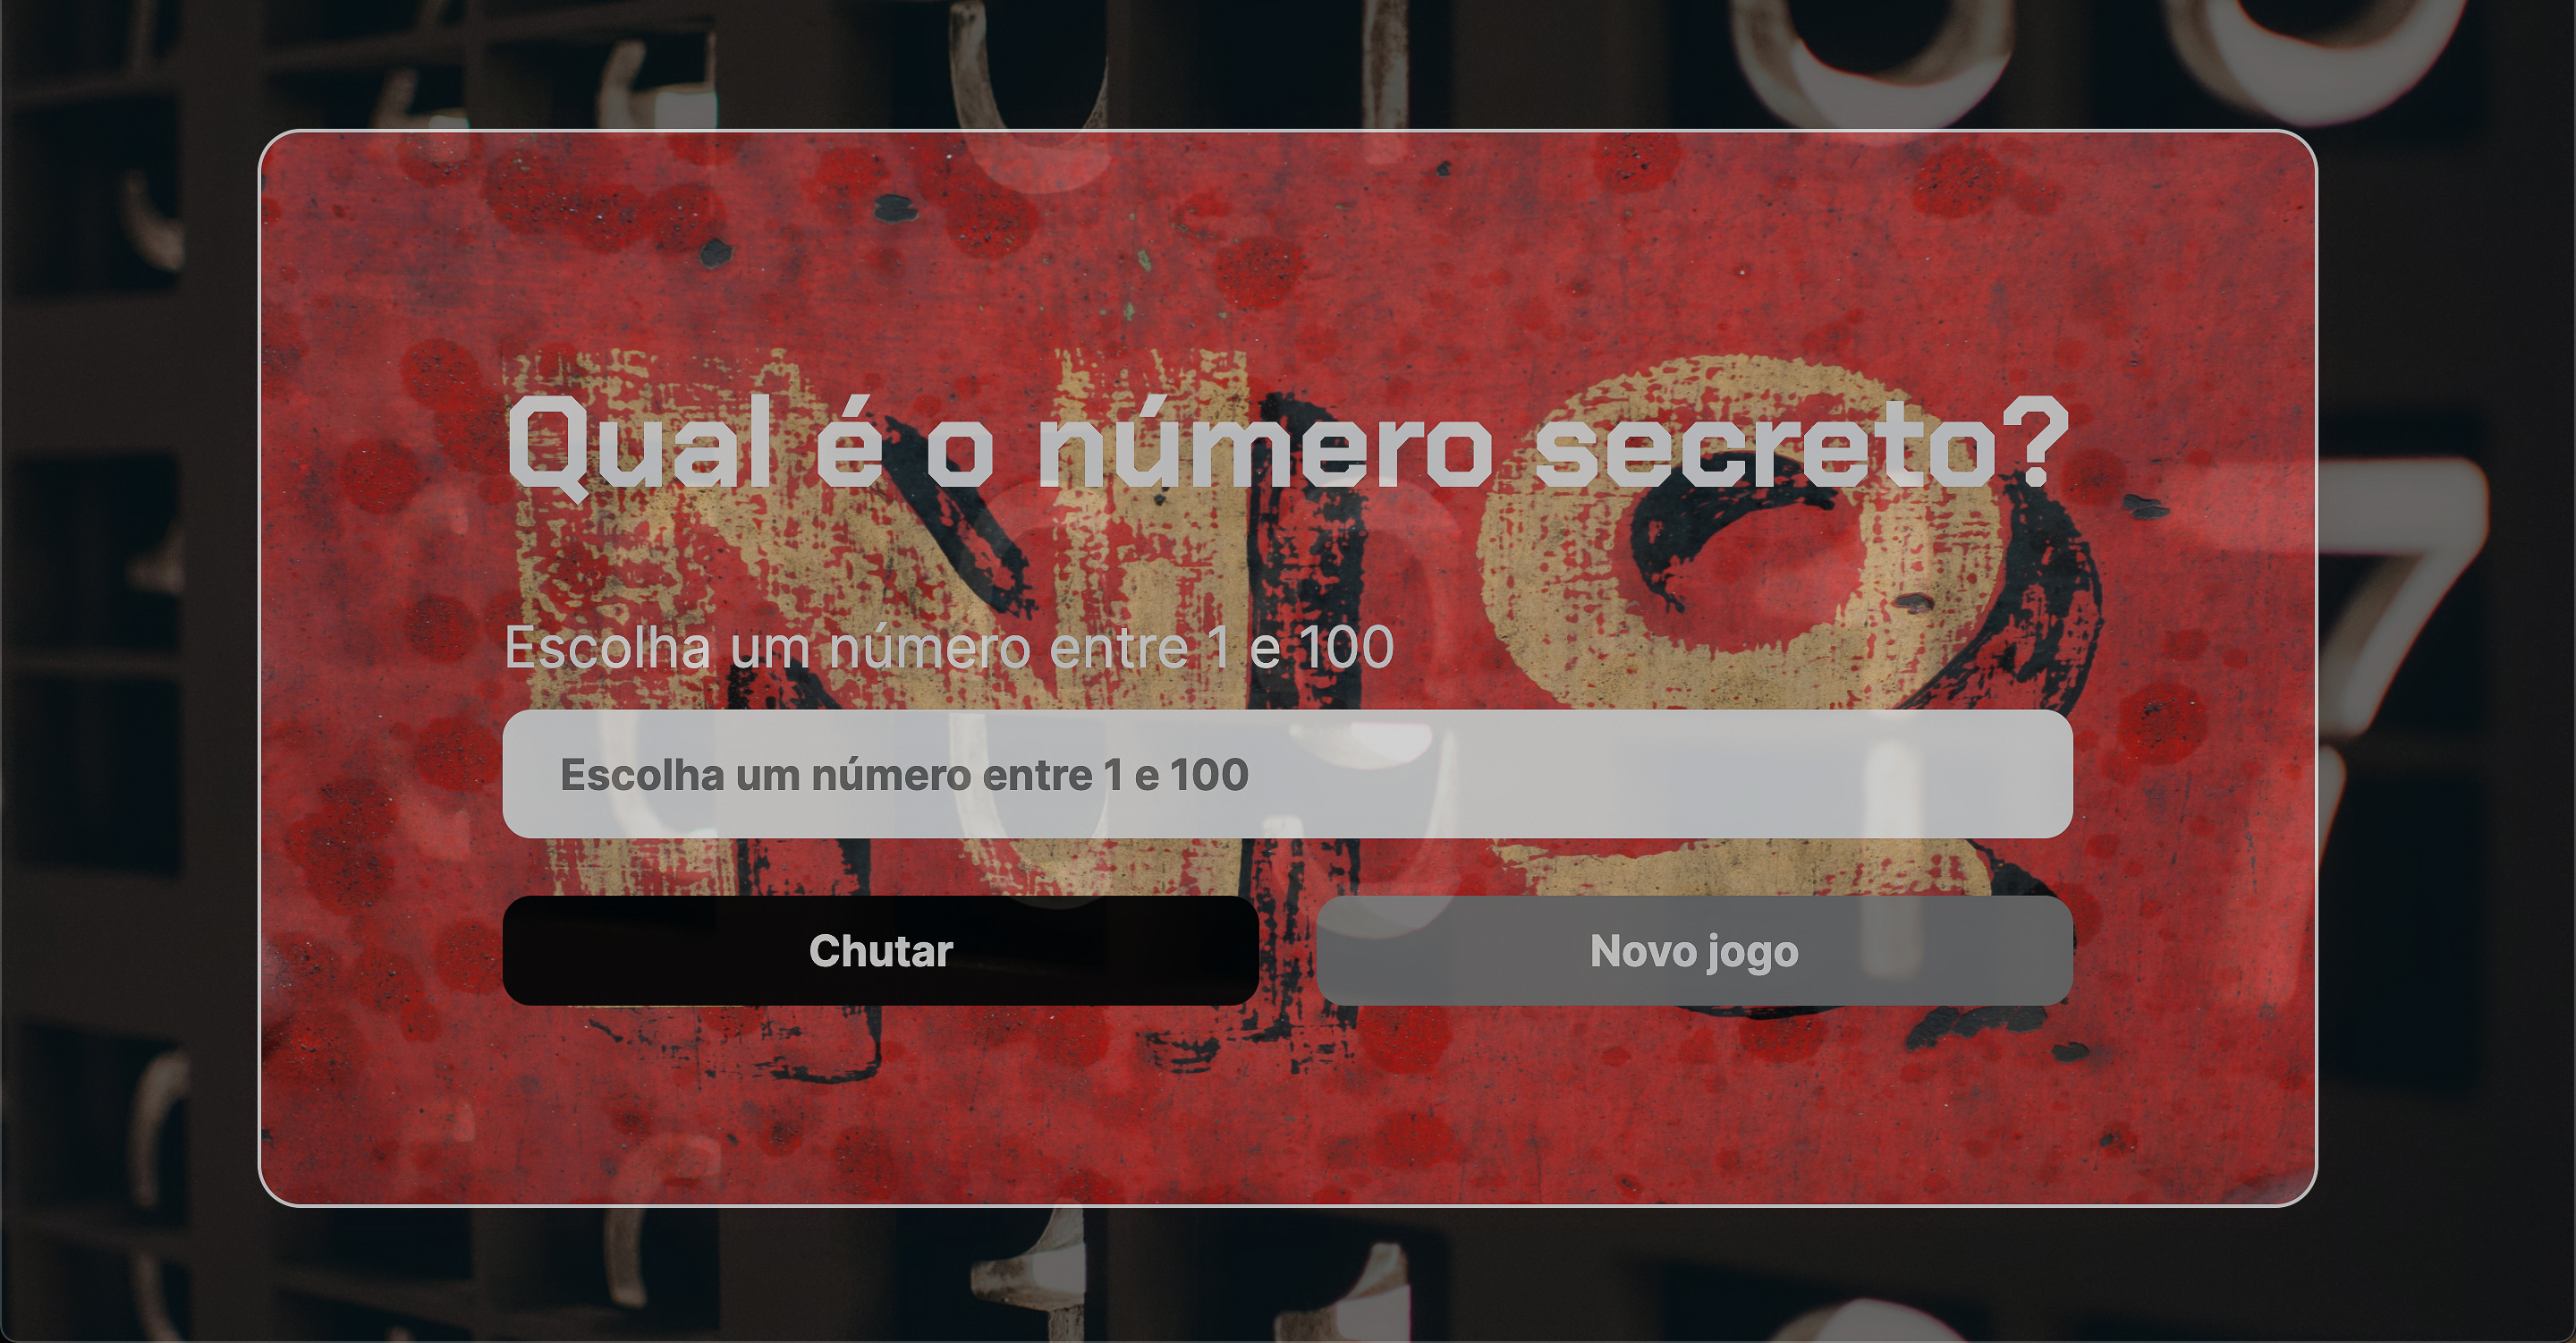 Qual é o número secreto?
Escolha um número entre 1 e 100
Escolha um número entre 1 e 100
Chutar
Novo jogo